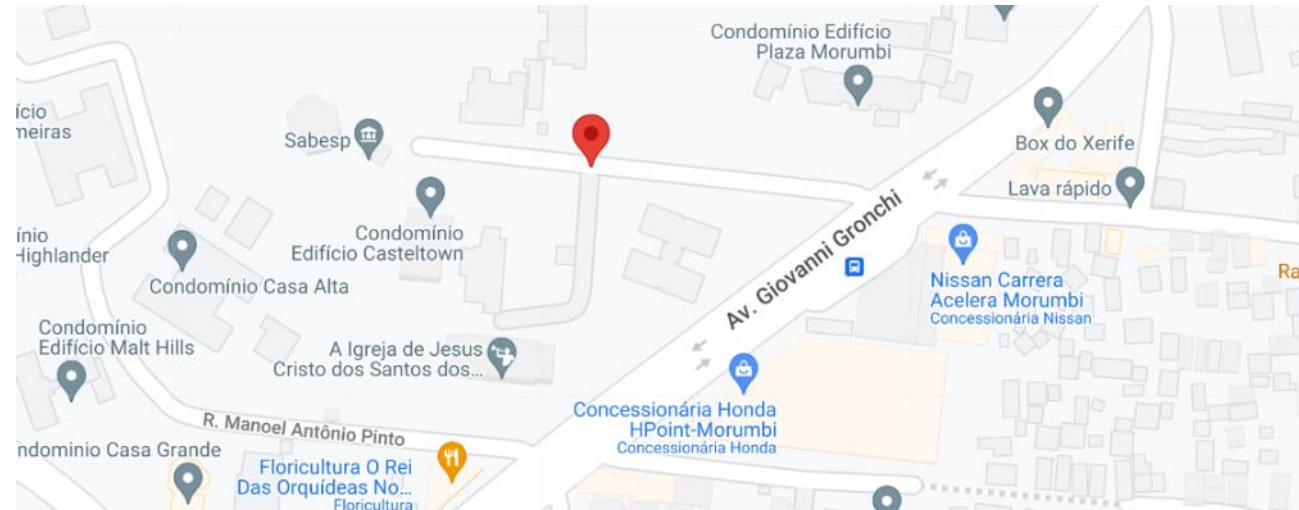 Condomínio Edifício
Plaza Morumbi
ício
meiras
Sabesp
Box do Xerife
Lava rápido
Condomínio
Edifício Casteltown
ínio
Highlander
Condomínio Casa Alta
Av. Giovanni Gronchi
Nissan Carrera
Acelera Morumbi
Concessionária Nissan
Ra
Condomínio
Edifício Malt Hills
A Igreja de Jesus
Cristo dos Santos dos...
R. Manoel Antônio Pinto
Concessionária Honda
HPoint-Morumbi
Concessionária Honda
ndominio Casa Grande
Floricultura O Rei
Das Orquídeas No...
Floricultura